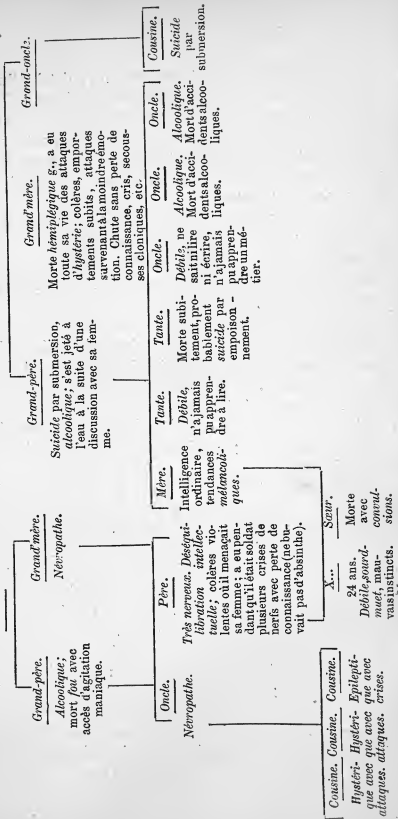 Grand-père.
Alcoolique;
mort fou avec
accès d'agitation
maniaque.
Grand'mère.
Névropathe.
Grand-père.
Suicide par submersion,
alcoolique; s'est jeté à
l'eau à la suite d'une
discussion avec sa fem-
me.
Grand'mère.
Morte hémiplégique g., a eu
toute sa vie des attaques
d'hystérie; colères, empor-
tements subits, attaques
survenant à la moindre émo-
tion. Chute sans perte de
connaissance, cris, secous-
ses cloniques, etc.
Grand-oncle.
Oncle.
Névropathe.
Père.
Très nerveux. Déséqui-
libration intellec-
tuelle; colères vio-
lentes où il menaçait
sa femme; a eu pen-
dant qu'il était soldat
plusieurs crises de
nerfs avec perte de
connaissance (ne bu-
vait pas d'absinthe).
Mère.
Intelligence
ordinaire,
tendances
mélancoli-
ques.
Tante.
Débile,
n'a jamais
pu appren-
dre à lire.
Tante.
Morte subi-
tement, pro-
bablement
suicide par
empoison-
nement.
Oncle.
Débile, ne
sait ni lire
ni écrire,
n'a jamais
pu appren-
dre un mé-
tier.
Oncle.
Alcoolique.
Mort d'acci-
dents alcoo-
liques.
Oncle.
Alcoolique.
Mort d'acci-
dents alcoo-
liques.
Cousine.
Suicide
par
submersion.
Cousine.
Hystéri-
que avec
attaques.
Cousine.
Hystéri-
que avec
attaques.
Cousine.
Epilepti-
que avec
crises.
X...
24 ans.
Débile, sourd-
muet, mau-
vais instincts.
Sœur.
Morte
avec
convul-
sions.